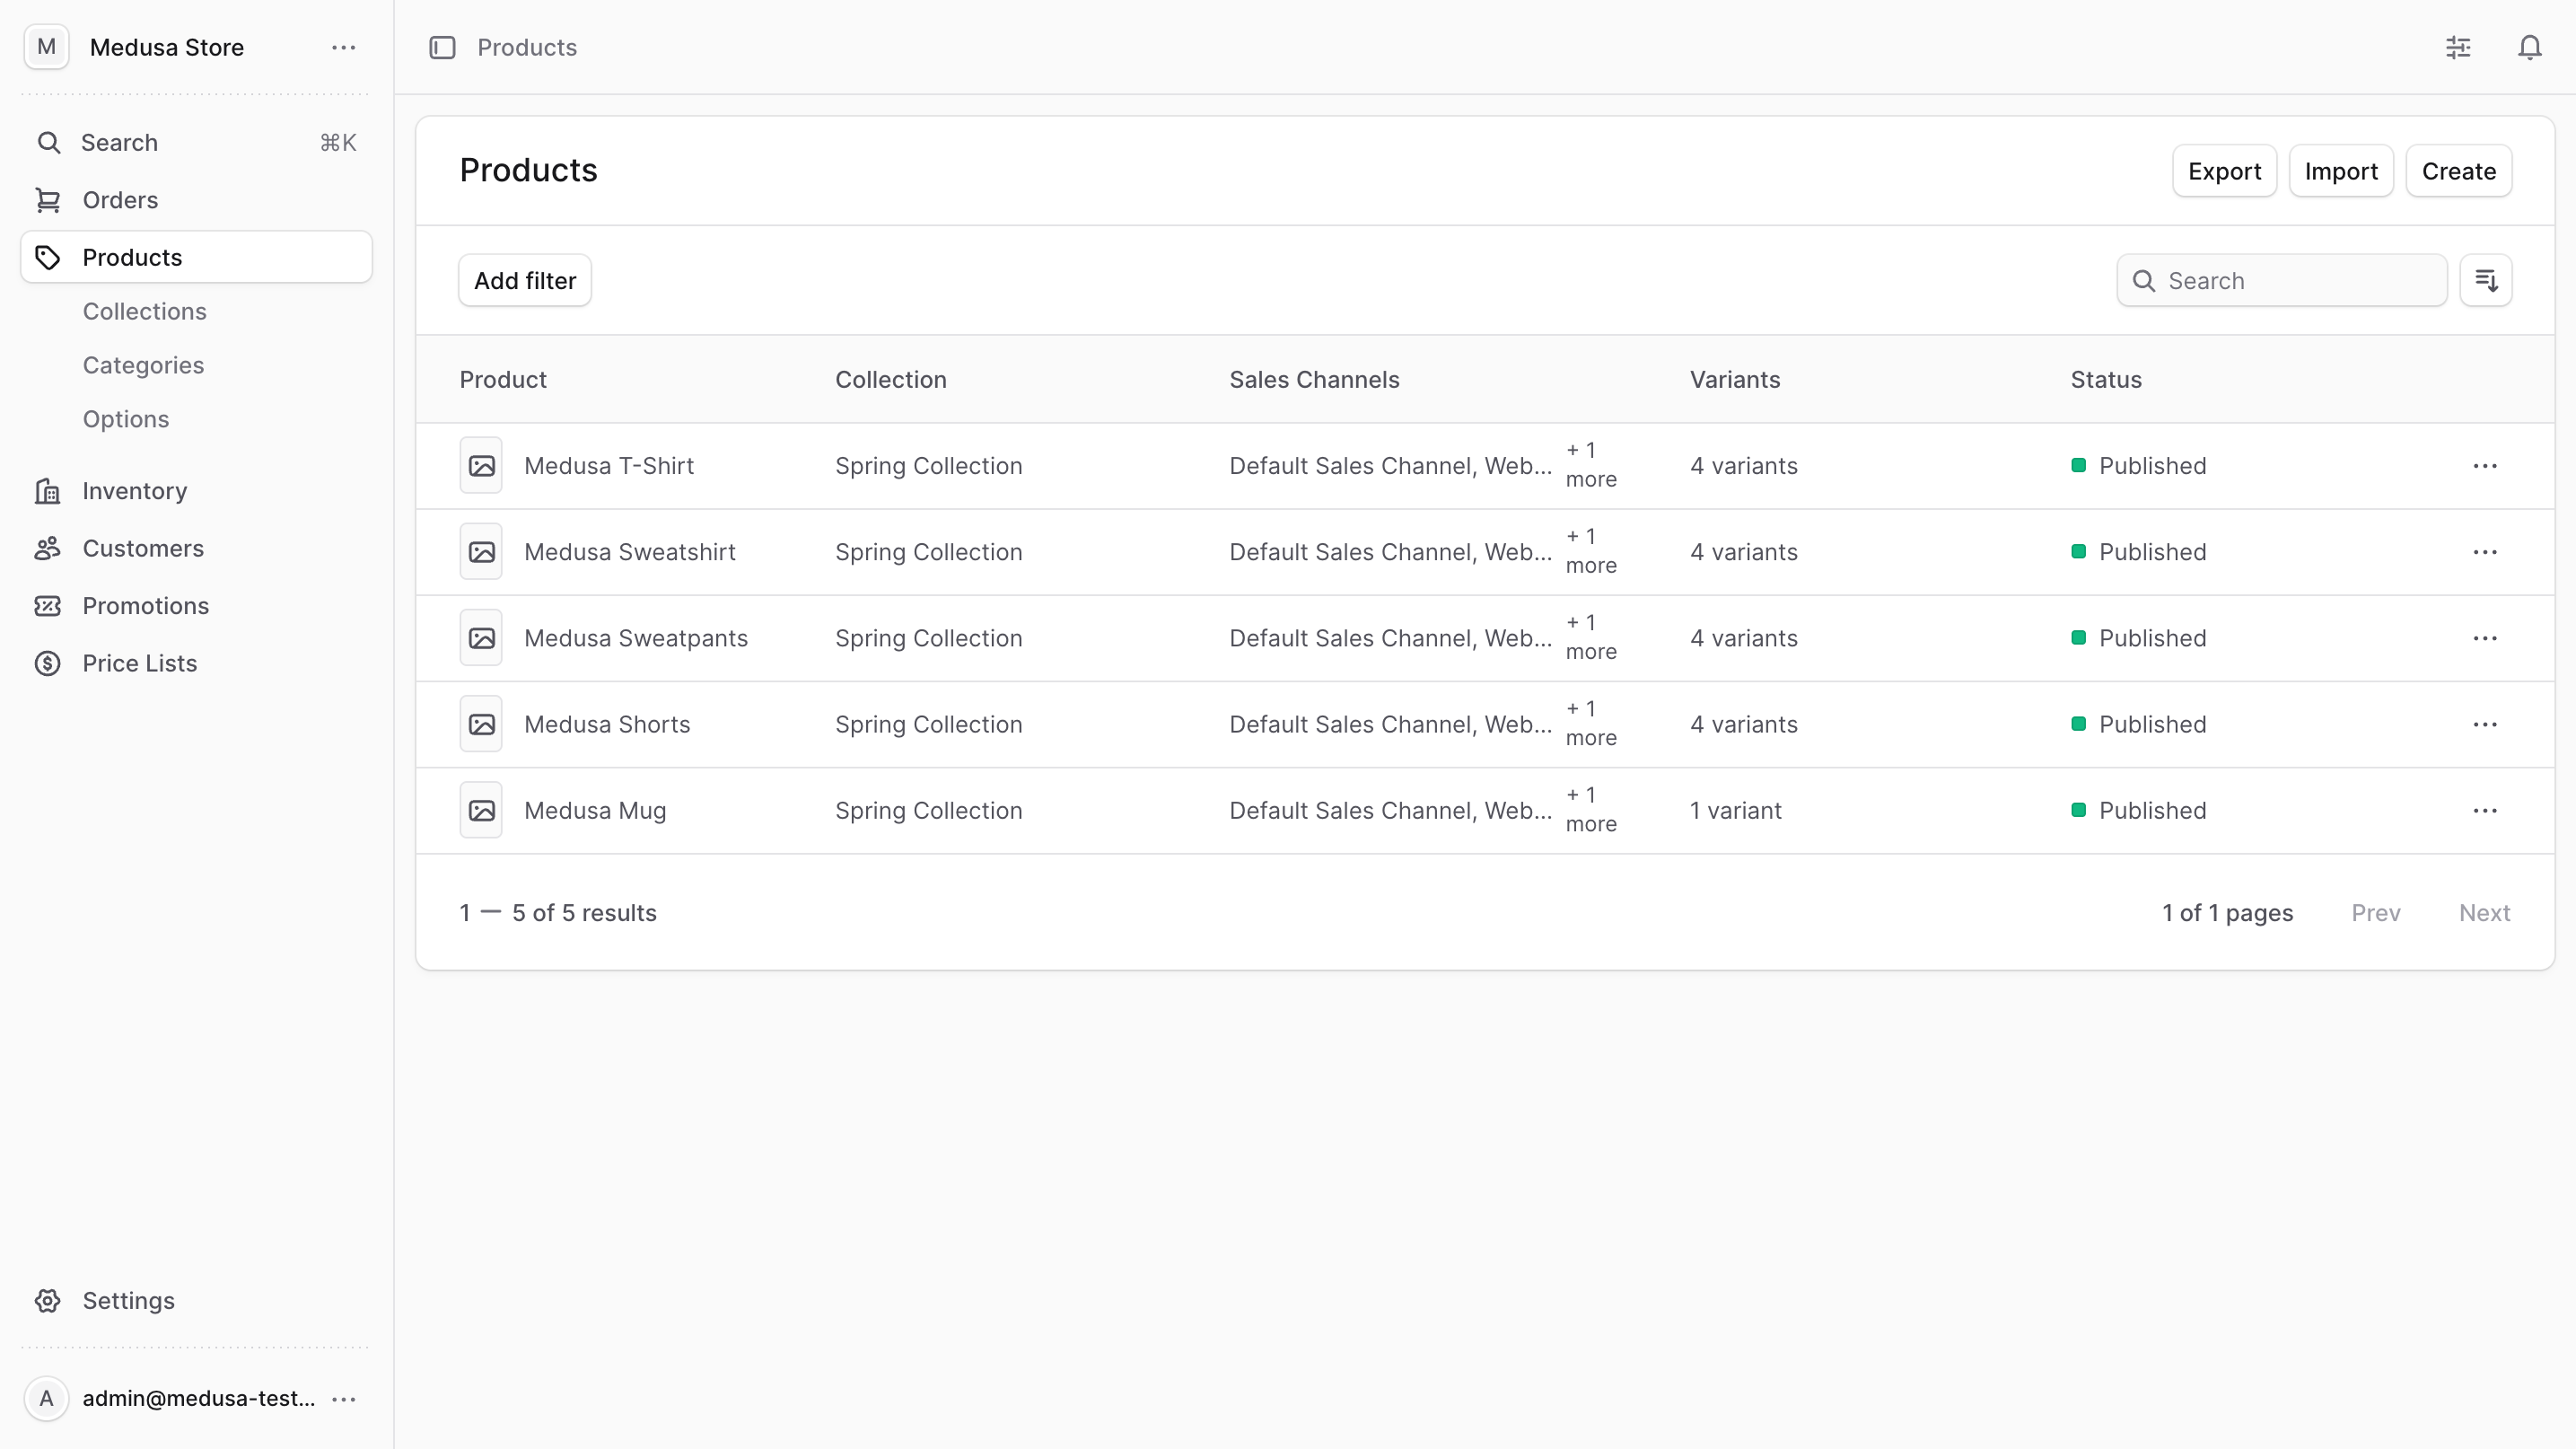 M Medusa Store
Search ⌘K
Orders
Products
Collections
Categories
Options
Inventory
Customers
Promotions
Price Lists
Settings
A admin@medusa-test...
Products
Products
Export Import Create
Add filter
Search
Product Collection Sales Channels Variants Status
Medusa T-Shirt Spring Collection Default Sales Channel, Web... + 1 more 4 variants Published
Medusa Sweatshirt Spring Collection Default Sales Channel, Web... + 1 more 4 variants Published
Medusa Sweatpants Spring Collection Default Sales Channel, Web... + 1 more 4 variants Published
Medusa Shorts Spring Collection Default Sales Channel, Web... + 1 more 4 variants Published
Medusa Mug Spring Collection Default Sales Channel, Web... + 1 more 1 variant Published
1 — 5 of 5 results
1 of 1 pages Prev Next